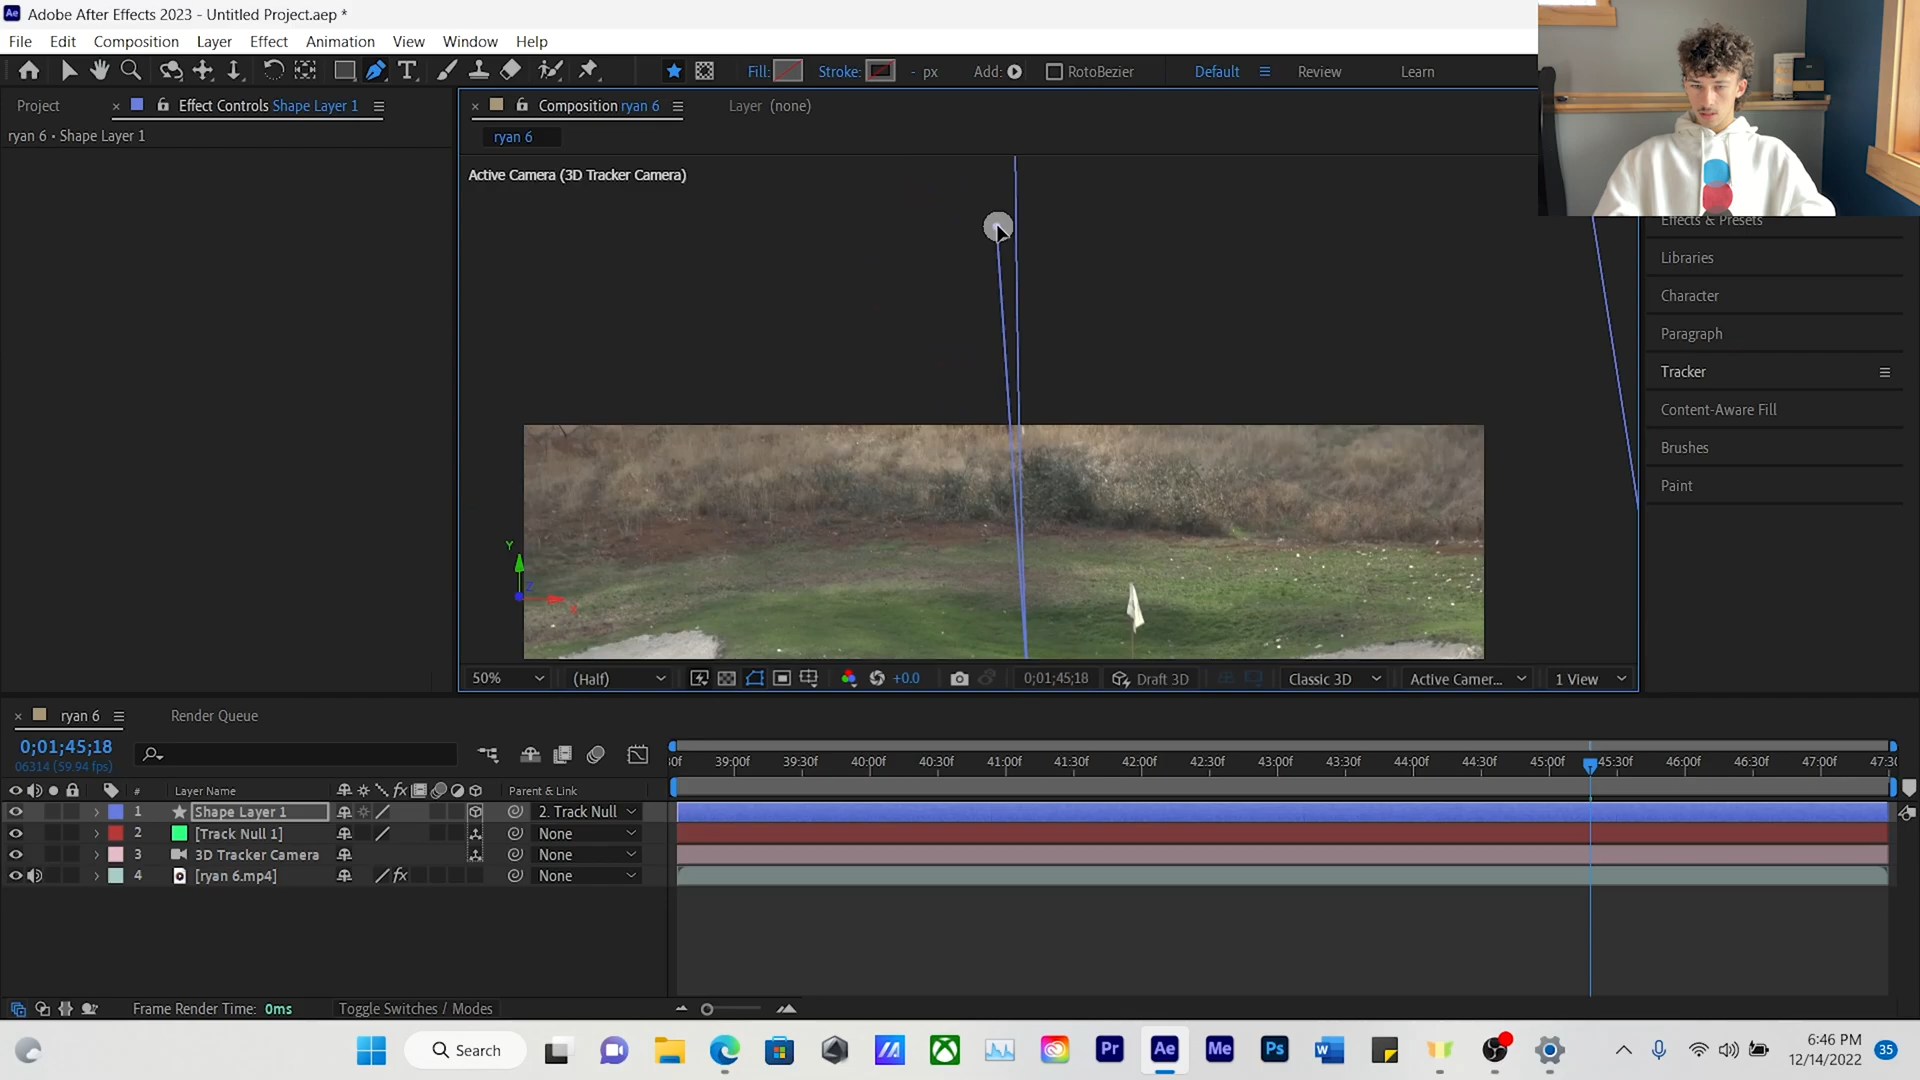 Adobe After Effects 2023 - Untitled Project.aep *
File Edit Composition Layer Effect Animation View Window Help
Fill: Stroke: - px Add: RotoBezier Default Review Learn
Project Effect Controls Shape Layer 1
Composition ryan 6 Layer (none)
ryan 6 • Shape Layer 1
ryan 6
Active Camera (3D Tracker Camera)
Effects & Presets
Libraries
Character
Paragraph
Tracker
Content-Aware Fill
Brushes
Paint
Y
Z
X
50% (Half) +0.0 0;01;45;18 Draft 3D Classic 3D Active Camer... 1 View
ryan 6 Render Queue
0;01;45;18
06314 (59.94 fps)
39:00f 39:30f 40:00f 40:30f 41:00f 41:30f 42:00f 42:30f 43:00f 43:30f 44:00f 44:30f 45:00f 45:30f 46:00f 46:30f 47:00f
# Layer Name fx Parent & Link
1 Shape Layer 1 2. Track Null
2 [Track Null 1] None
3 3D Tracker Camera None
4 [ryan 6.mp4] fx None
Frame Render Time: 0ms Toggle Switches / Modes
Search
Pr Ae Me Ps
6:46 PM
12/14/2022
35